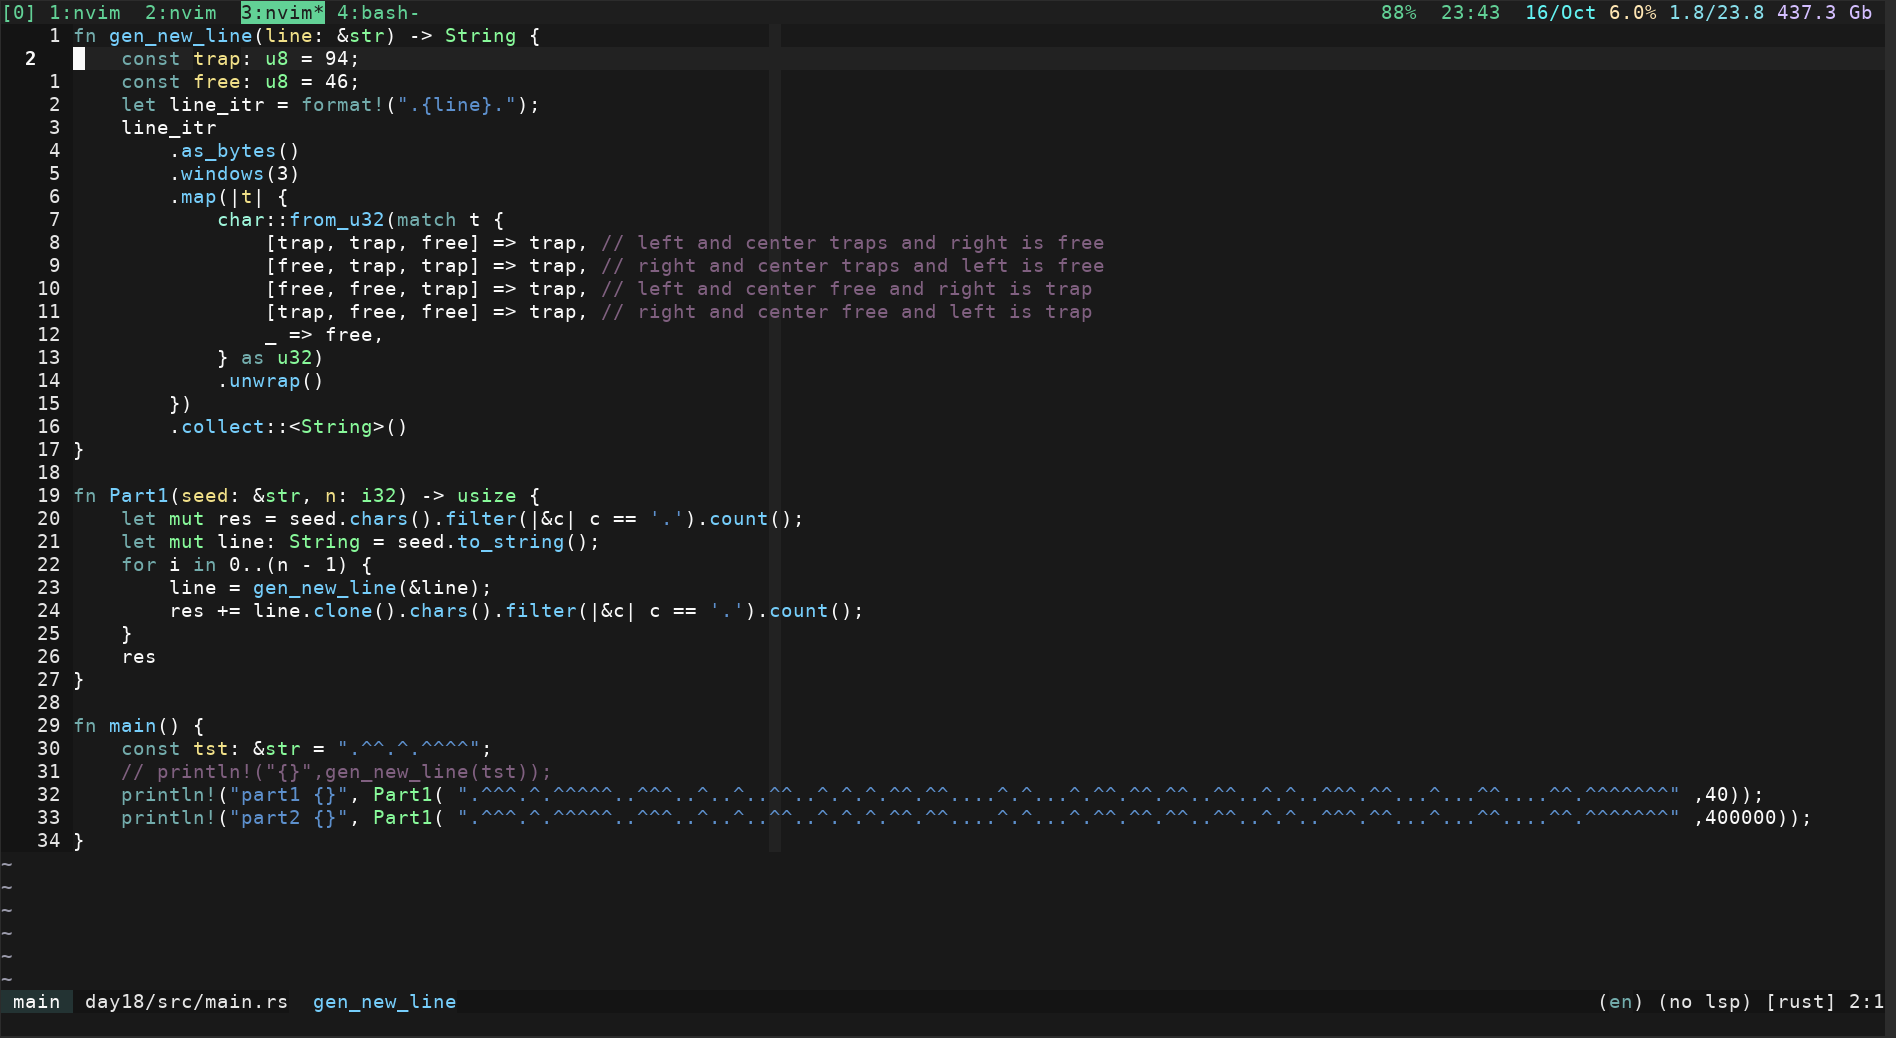 [0] 1:nvim  2:nvim  3:nvim* 4:bash-  88%  23:43  16/Oct 6.0% 1.8/23.8 437.3 Gb
1 fn gen_new_line(line: &str) -> String {
2     const trap: u8 = 94;
1     const free: u8 = 46;
2     let line_itr = format!(".{line}.");
3     line_itr
4         .as_bytes()
5         .windows(3)
6         .map(|t| {
7             char::from_u32(match t {
8                 [trap, trap, free] => trap, // left and center traps and right is free
9                 [free, trap, trap] => trap, // right and center traps and left is free
10                 [free, free, trap] => trap, // left and center free and right is trap
11                 [trap, free, free] => trap, // right and center free and left is trap
12                 _ => free,
13             } as u32)
14             .unwrap()
15         })
16         .collect::<String>()
17 }
18
19 fn Part1(seed: &str, n: i32) -> usize {
20     let mut res = seed.chars().filter(|&c| c == '.').count();
21     let mut line: String = seed.to_string();
22     for i in 0..(n - 1) {
23         line = gen_new_line(&line);
24         res += line.clone().chars().filter(|&c| c == '.').count();
25     }
26     res
27 }
28
29 fn main() {
30     const tst: &str = ".^^.^.^^^^";
31     // println!("{}",gen_new_line(tst));
32     println!("part1 {}", Part1( ".^^^.^.^^^^^..^^^..^..^..^^..^.^.^.^^.^^....^.^...^.^^.^^.^^..^^..^.^..^^^.^^...^...^^....^^.^^^^^^^" ,40));
33     println!("part2 {}", Part1( ".^^^.^.^^^^^..^^^..^..^..^^..^.^.^.^^.^^....^.^...^.^^.^^.^^..^^..^.^..^^^.^^...^...^^....^^.^^^^^^^" ,400000));
34 }
~
~
~
~
~
~
main  day18/src/main.rs  gen_new_line  (en) (no lsp) [rust] 2:1